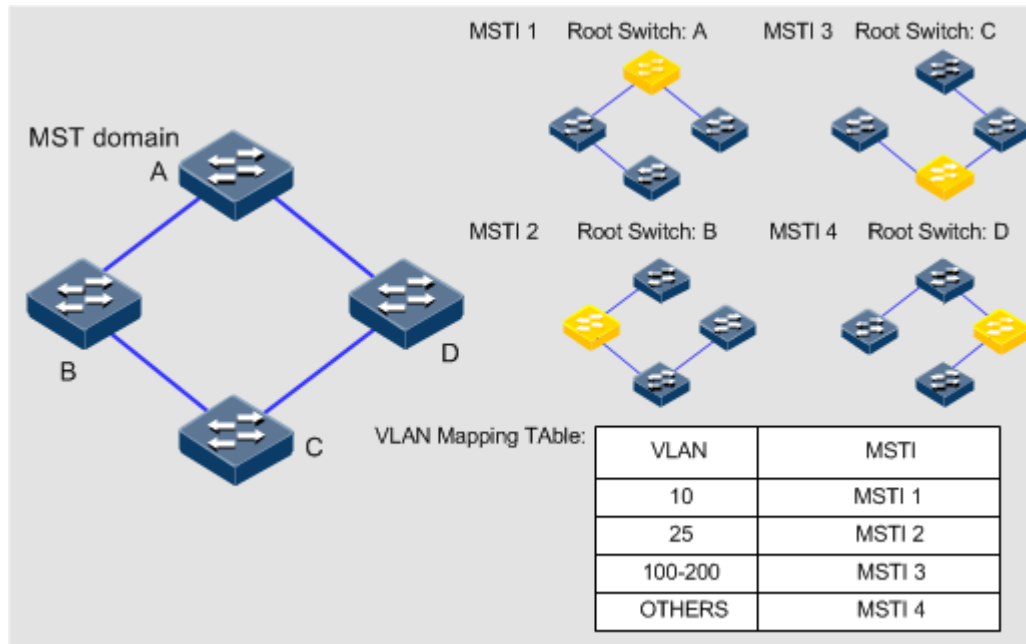 MSTI 1 Root Switch: A
MSTI 3 Root Switch: C
MST domain
A
B
C
D
MSTI 2 Root Switch: B
MSTI 4 Root Switch: D
VLAN Mapping TAble:
VLAN MSTI
10 MSTI 1
25 MSTI 2
100-200 MSTI 3
OTHERS MSTI 4